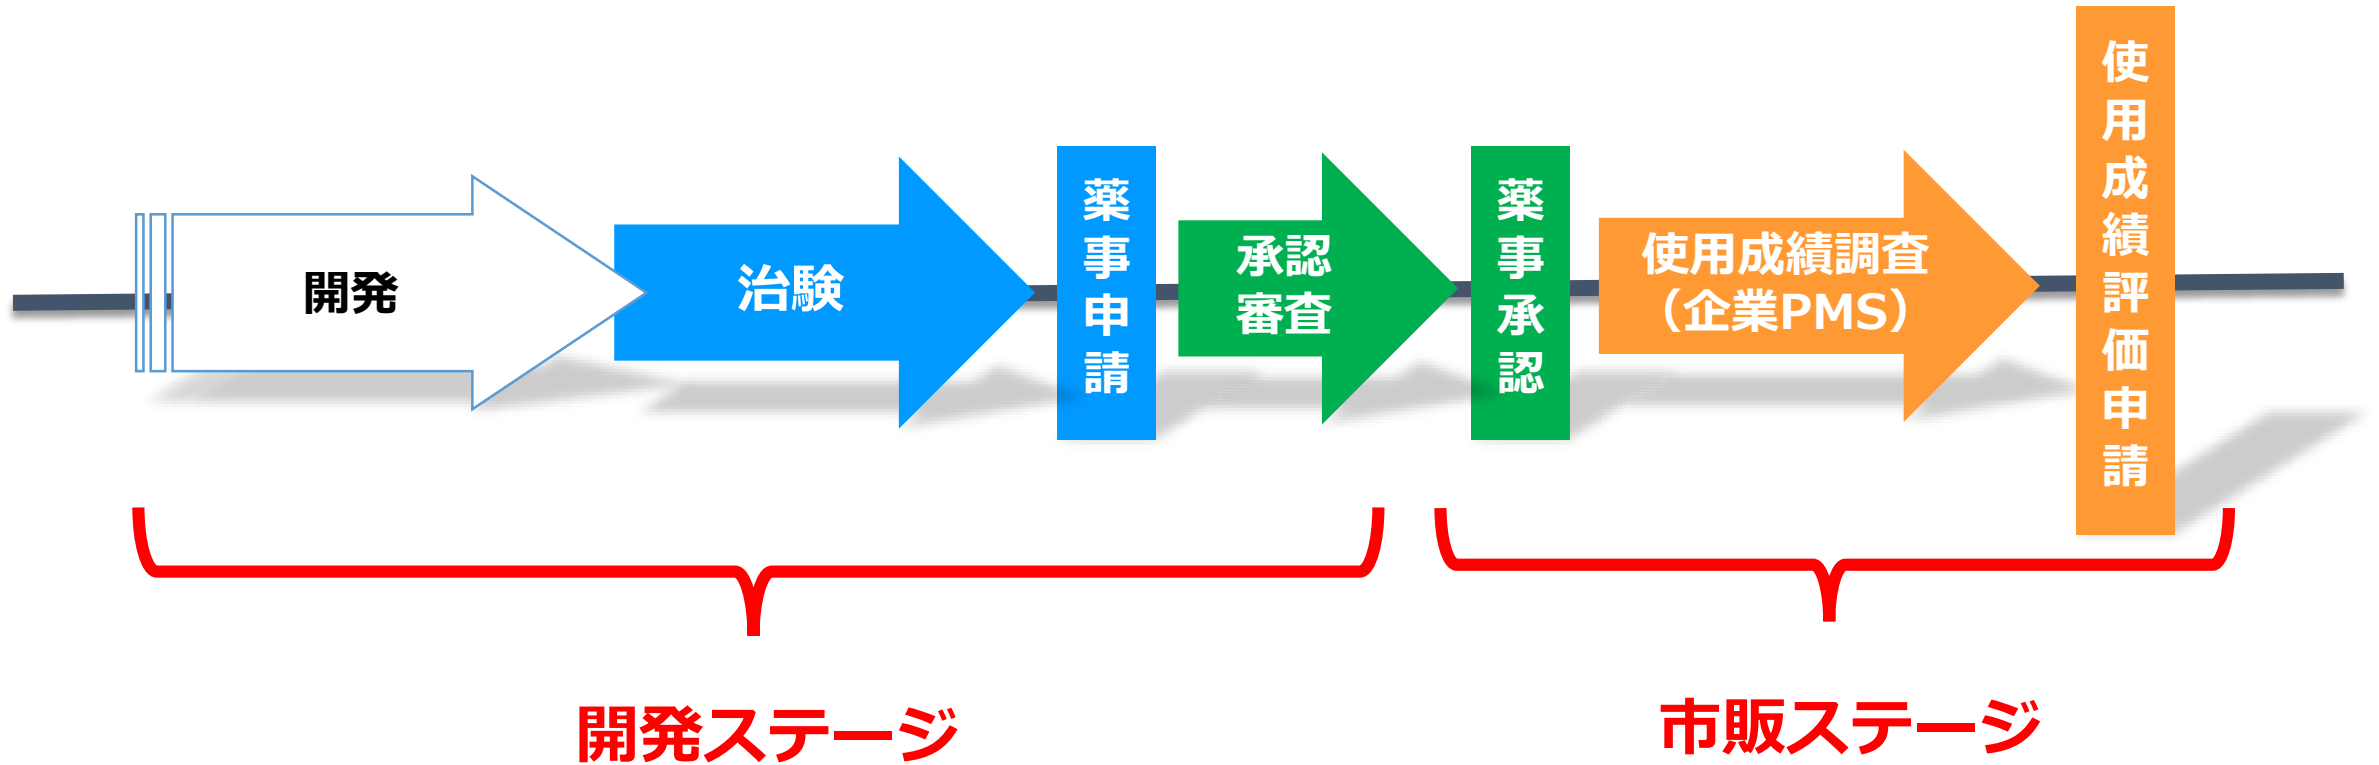 開発
治験
薬事申請
承認
審査
薬事承認
使用成績調査
（企業PMS）
使用成績評価申請
開発ステージ
市販ステージ